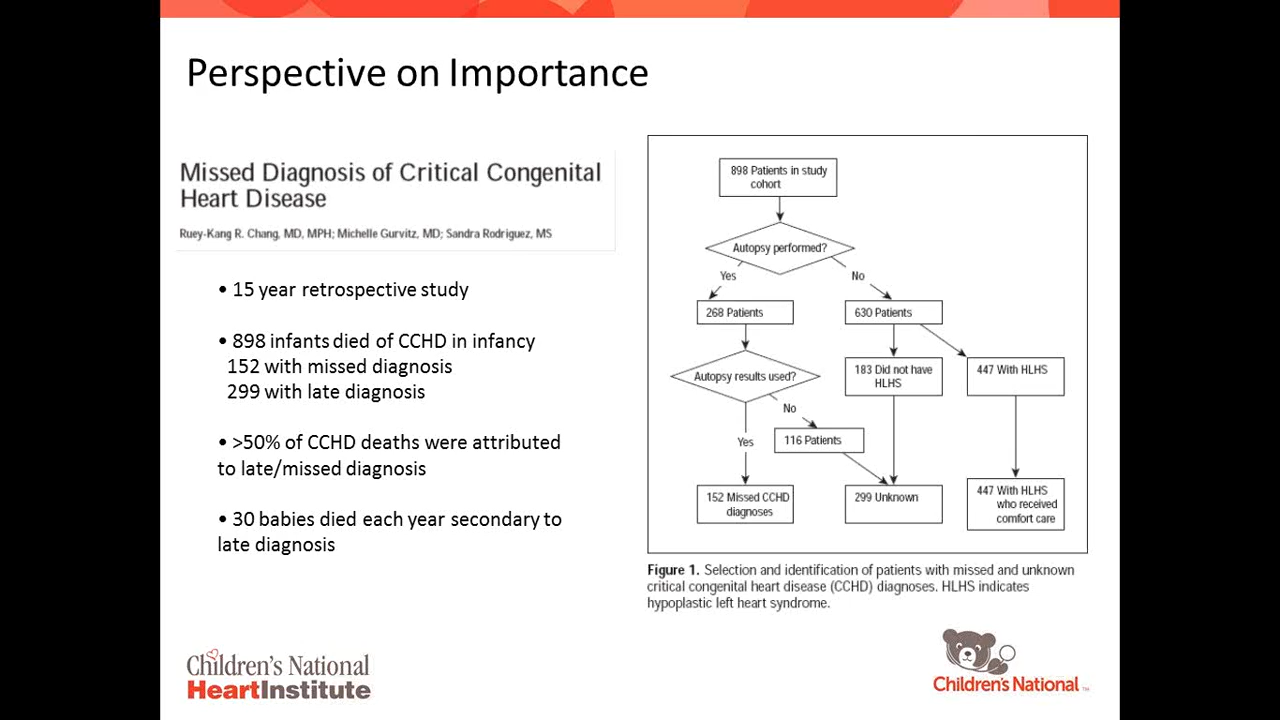 Perspective on Importance
Missed Diagnosis of Critical Congenital
Heart Disease
Ruey-Kang R. Chang, MD, MPH; Michelle Gurvitz, MD; Sandra Rodriguez, MS
• 15 year retrospective study
• 898 infants died of CCHD in infancy
152 with missed diagnosis
299 with late diagnosis
• >50% of CCHD deaths were attributed
to late/missed diagnosis
• 30 babies died each year secondary to
late diagnosis
898 Patients in study
cohort
Autopsy performed?
Yes
No
268 Patients
630 Patients
Autopsy results used?
183 Did not have
HLHS
447 With HLHS
No
Yes
116 Patients
152 Missed CCHD
diagnoses
299 Unknown
447 With HLHS
who received
comfort care
Figure 1. Selection and identification of patients with missed and unknown
critical congenital heart disease (CCHD) diagnoses. HLHS indicates
hypoplastic left heart syndrome.
Children's National
HeartInstitute
Children's National™